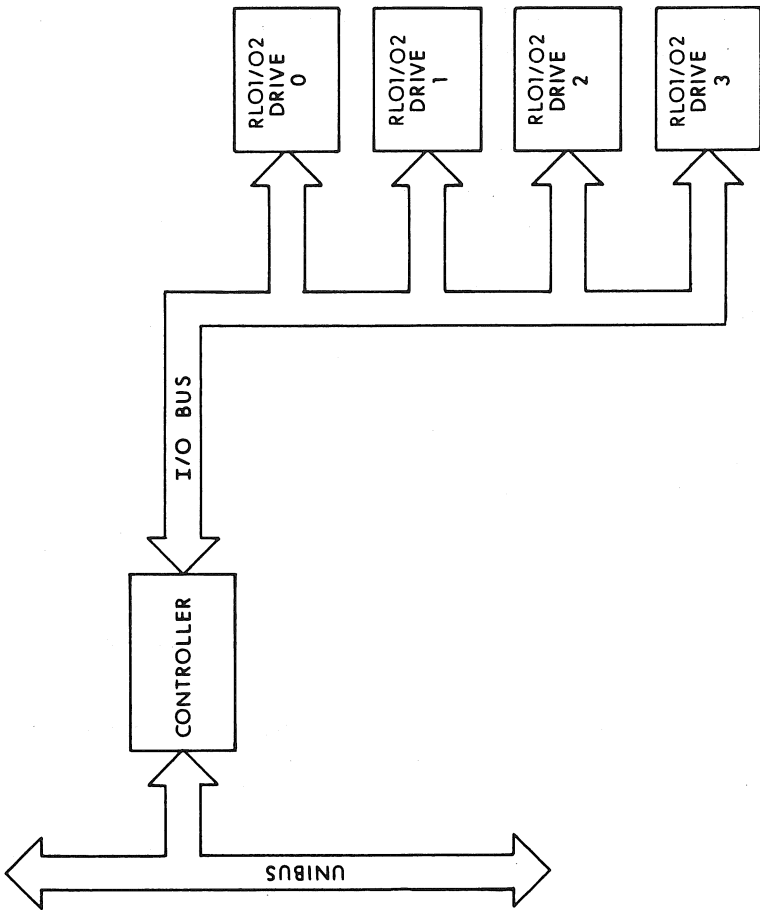 RL01/02
DRIVE
0
RL01/02
DRIVE
1
RL01/02
DRIVE
2
RL01/02
DRIVE
3
I/O BUS
CONTROLLER
UNIBUS